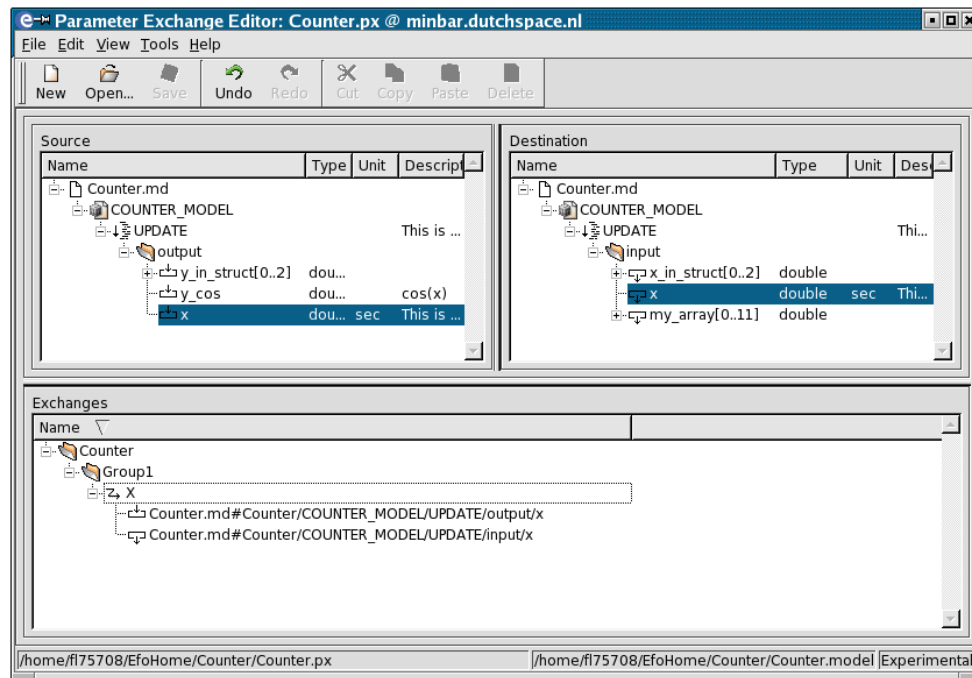 Parameter Exchange Editor: Counter.px @ minbar.dutchspace.nl
File Edit View Tools Help
New Open... Save Undo Redo Cut Copy Paste Delete
Source
Name Type Unit Descript
Counter.md
COUNTER_MODEL
UPDATE This is ...
output
y_in_struct[0..2] dou...
y_cos dou... cos(x)
x dou... sec This is ...
Destination
Name Type Unit Des
Counter.md
COUNTER_MODEL
UPDATE Thi...
input
x_in_struct[0..2] double
x double sec Thi...
my_array[0..11] double
Exchanges
Name
Counter
Group1
X
Counter.md#Counter/COUNTER_MODEL/UPDATE/output/x
Counter.md#Counter/COUNTER_MODEL/UPDATE/input/x
/home/fl75708/EfoHome/Counter/Counter.px /home/fl75708/EfoHome/Counter/Counter.model Experimental